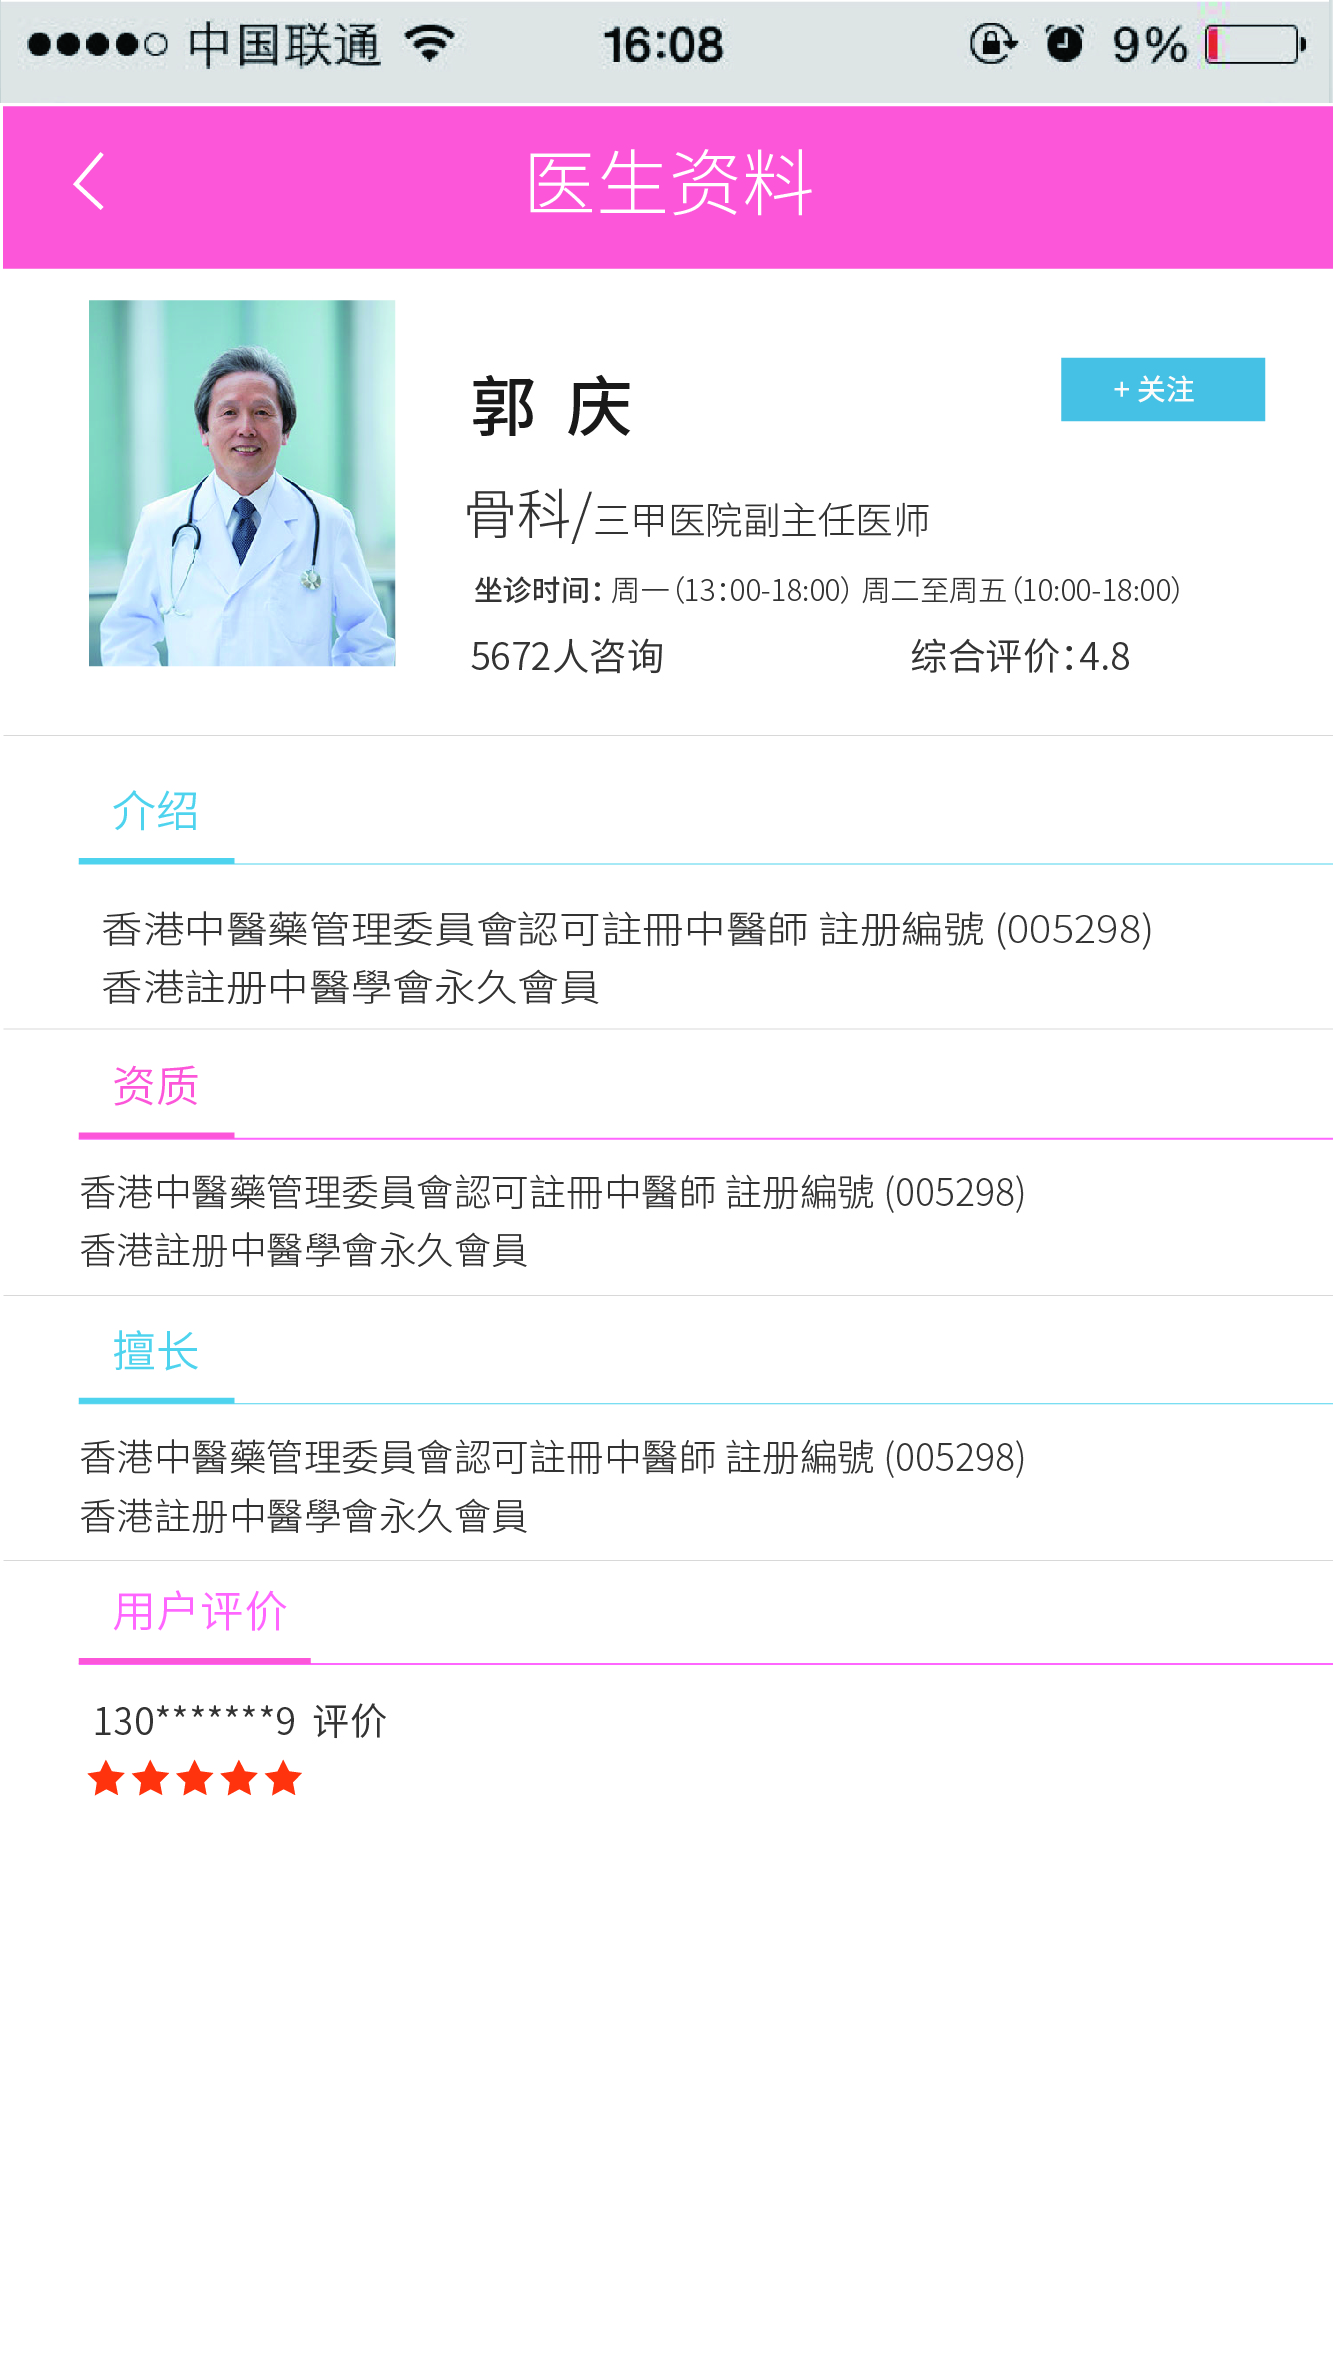 中国联通 16:08 9%
医生资料
郭 庆
+ 关注
骨科/三甲医院副主任医师
坐诊时间：周一（13：00-18:00） 周二至周五（10:00-18:00）
5672人咨询 综合评价：4.8
介绍
香港中醫藥管理委員會認可註冊中醫師 註册編號 (005298)
香港註册中醫學會永久會員
资质
香港中醫藥管理委員會認可註冊中醫師 註册編號 (005298)
香港註册中醫學會永久會員
擅长
香港中醫藥管理委員會認可註冊中醫師 註册編號 (005298)
香港註册中醫學會永久會員
用户评价
130*******9 评价